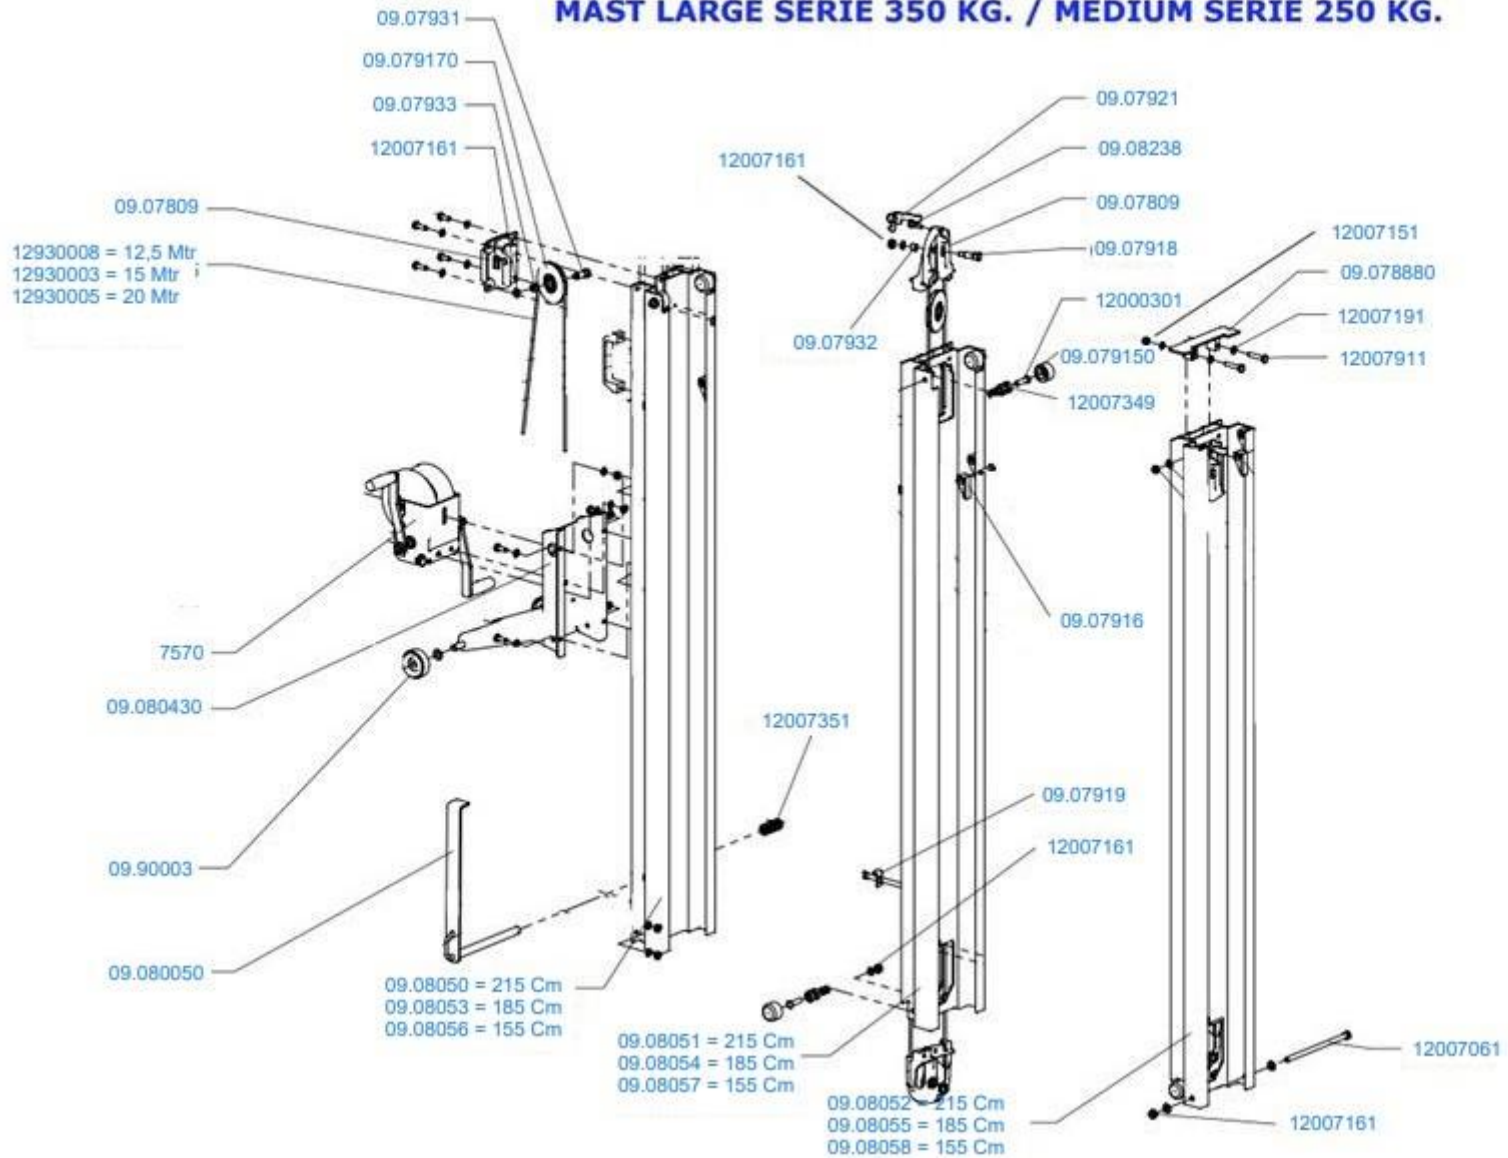 MAST LARGE SERIE 350 KG. / MEDIUM SERIE 250 KG.
09.07931
09.079170
09.07933
12007161
09.07809
12930008 = 12,5 Mtr
12930003 = 15 Mtr
12930005 = 20 Mtr
7570
09.080430
09.90003
09.080050
09.08050 = 215 Cm
09.08053 = 185 Cm
09.08056 = 155 Cm
12007351
12007161
09.07921
09.08238
09.07809
09.07918
09.07932
12000301
09.079150
12007349
09.07916
09.07919
12007161
09.08051 = 215 Cm
09.08054 = 185 Cm
09.08057 = 155 Cm
12007151
09.078880
12007191
12007911
12007061
12007161
09.08052 = 215 Cm
09.08055 = 185 Cm
09.08058 = 155 Cm